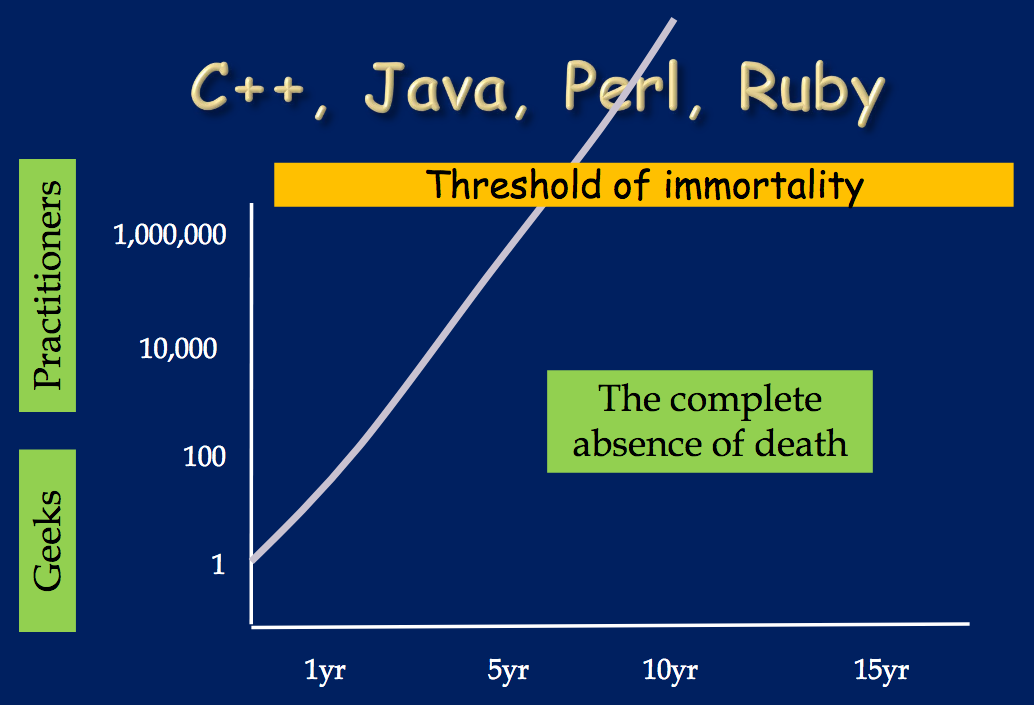 C++, Java, Perl, Ruby
Threshold of immortality
Practitioners
1,000,000
10,000
The complete
absence of death
100
Geeks
1
1yr 5yr 10yr 15yr